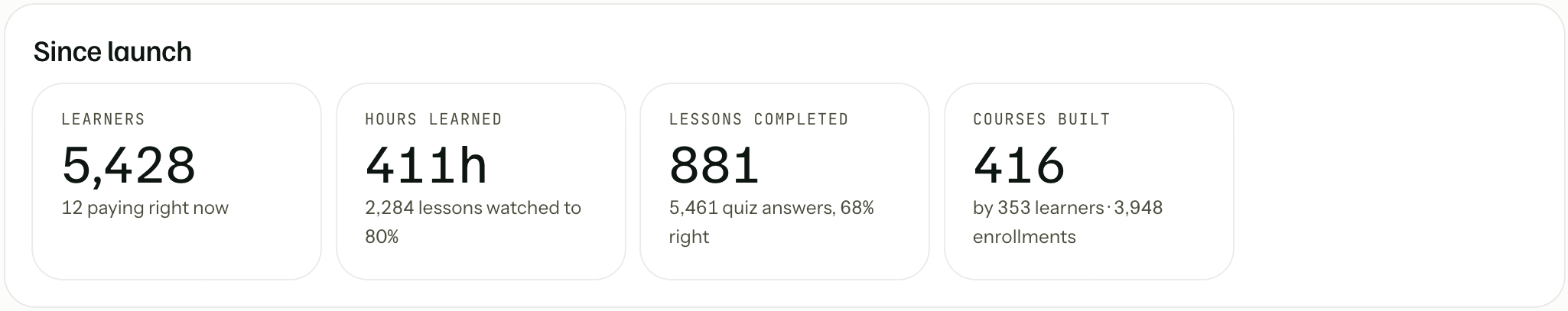 Since launch
LEARNERS
5,428
12 paying right now
HOURS LEARNED
411h
2,284 lessons watched to
80%
LESSONS COMPLETED
881
5,461 quiz answers, 68%
right
COURSES BUILT
416
by 353 learners · 3,948
enrollments